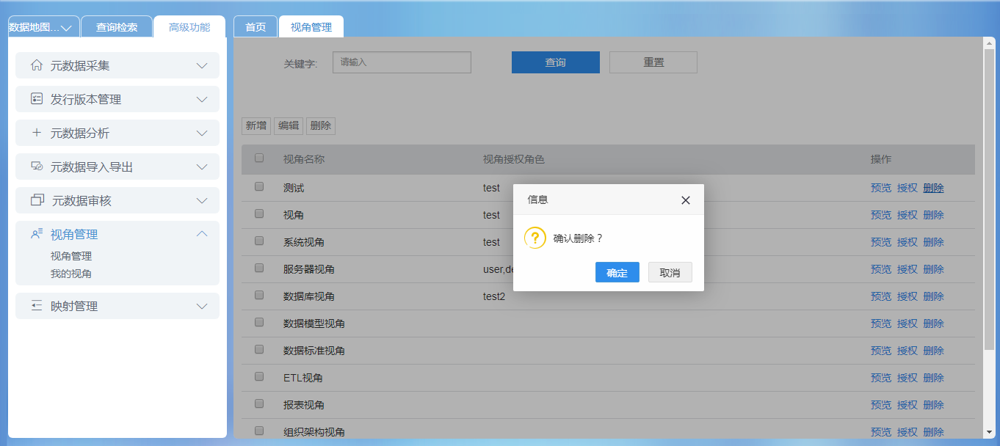 数据地图... 查询检索 高级功能 首页 视角管理
元数据采集
发行版本管理
元数据分析
元数据导入导出
元数据审核
视角管理
视角管理
我的视角
映射管理
关键字: 请输入 查询 重置
新增 编辑 删除
视角名称 视角授权角色 操作
测试 test 预览 授权 删除
视角 test 预览 授权 删除
系统视角 test 预览 授权 删除
服务器视角 user,de 预览 授权 删除
数据库视角 test2 预览 授权 删除
数据模型视角 预览 授权 删除
数据标准视角 预览 授权 删除
ETL视角 预览 授权 删除
报表视角 预览 授权 删除
组织架构视角 预览 授权 删除
信息
确认删除？
确定 取消